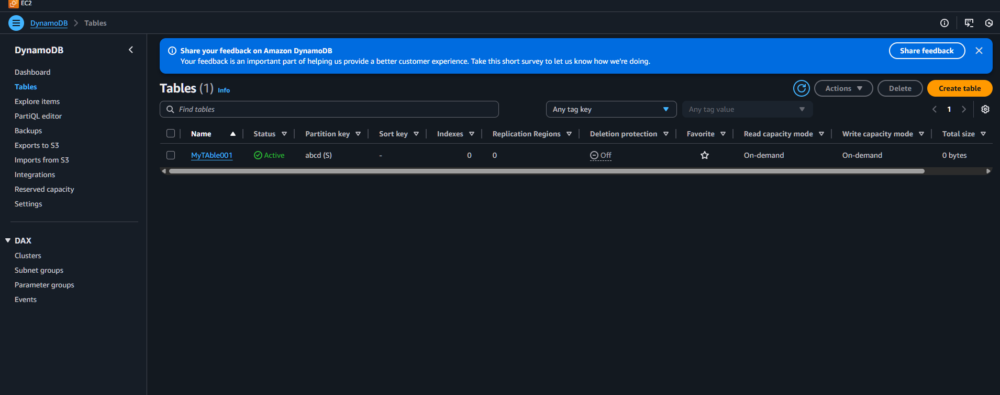 EC2
DynamoDB Tables
DynamoDB
Dashboard
Tables
Explore items
PartiQL editor
Backups
Exports to S3
Imports from S3
Integrations
Reserved capacity
Settings
DAX
Clusters
Subnet groups
Parameter groups
Events
Share your feedback on Amazon DynamoDB
Your feedback is an important part of helping us provide a better customer experience. Take this short survey to let us know how we're doing.
Share feedback
Tables (1) Info
Actions Delete Create table
Find tables Any tag key Any tag value 1
Name Status Partition key Sort key Indexes Replication Regions Deletion protection Favorite Read capacity mode Write capacity mode Total size
MyTAble001 Active abcd (S) - 0 0 Off On-demand On-demand 0 bytes